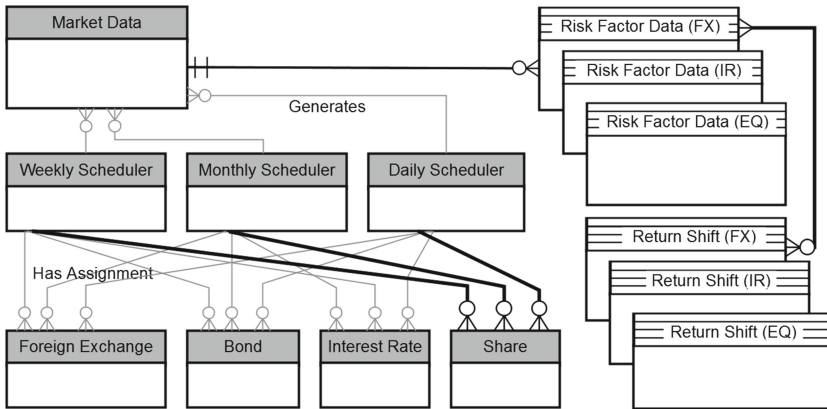 Market Data
Risk Factor Data (FX)
Risk Factor Data (IR)
Generates
Risk Factor Data (EQ)
Weekly Scheduler
Monthly Scheduler
Daily Scheduler
Return Shift (FX)
Has Assignment
Return Shift (IR)
Return Shift (EQ)
Foreign Exchange
Bond
Interest Rate
Share